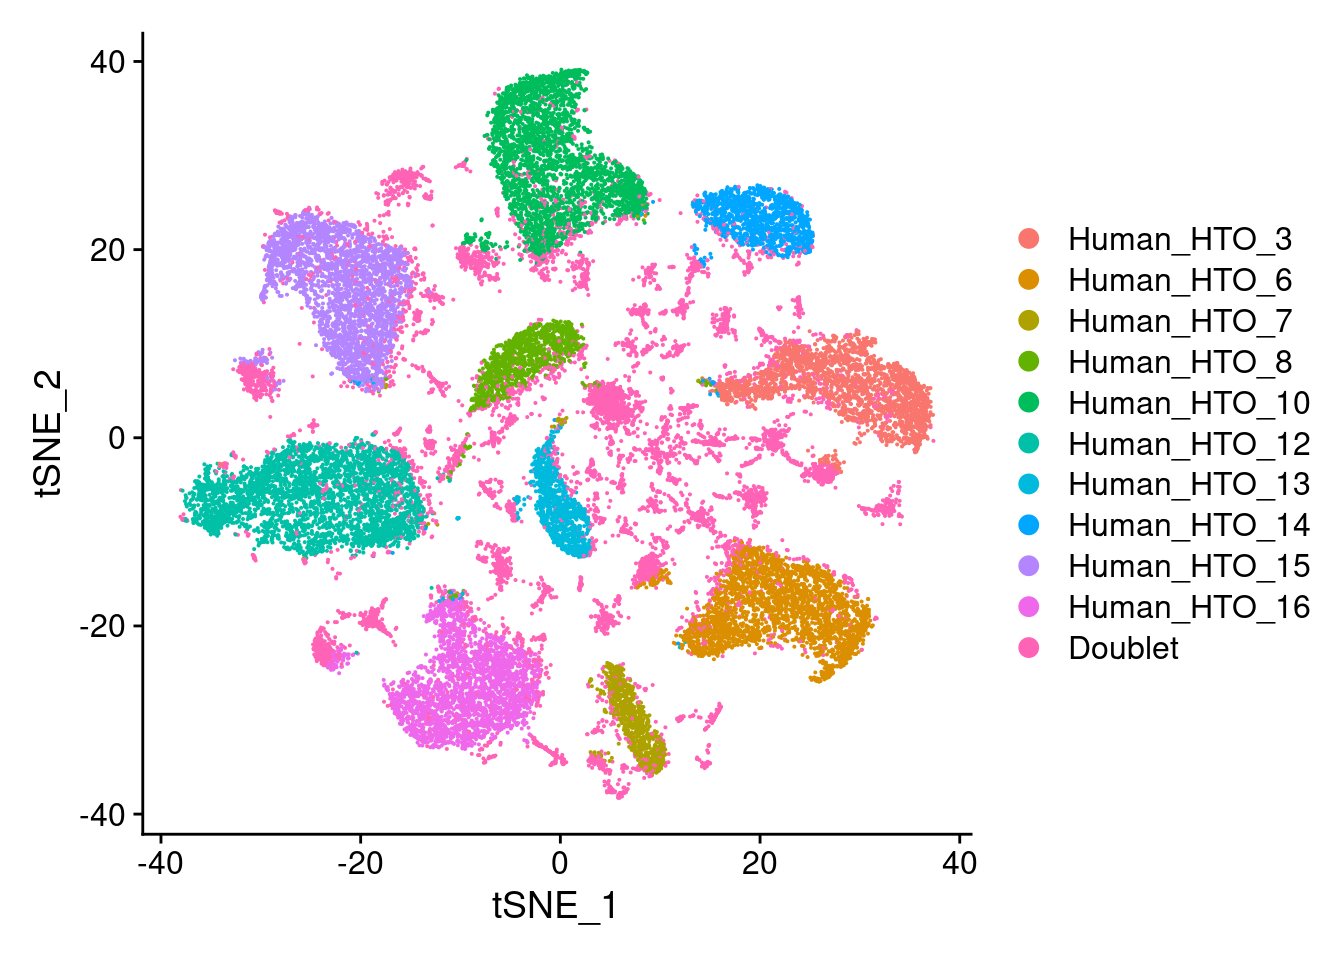 40
20
0
-20
-40
-40
-20
0
20
40
tSNE_1
tSNE_2
Human_HTO_3
Human_HTO_6
Human_HTO_7
Human_HTO_8
Human_HTO_10
Human_HTO_12
Human_HTO_13
Human_HTO_14
Human_HTO_15
Human_HTO_16
Doublet